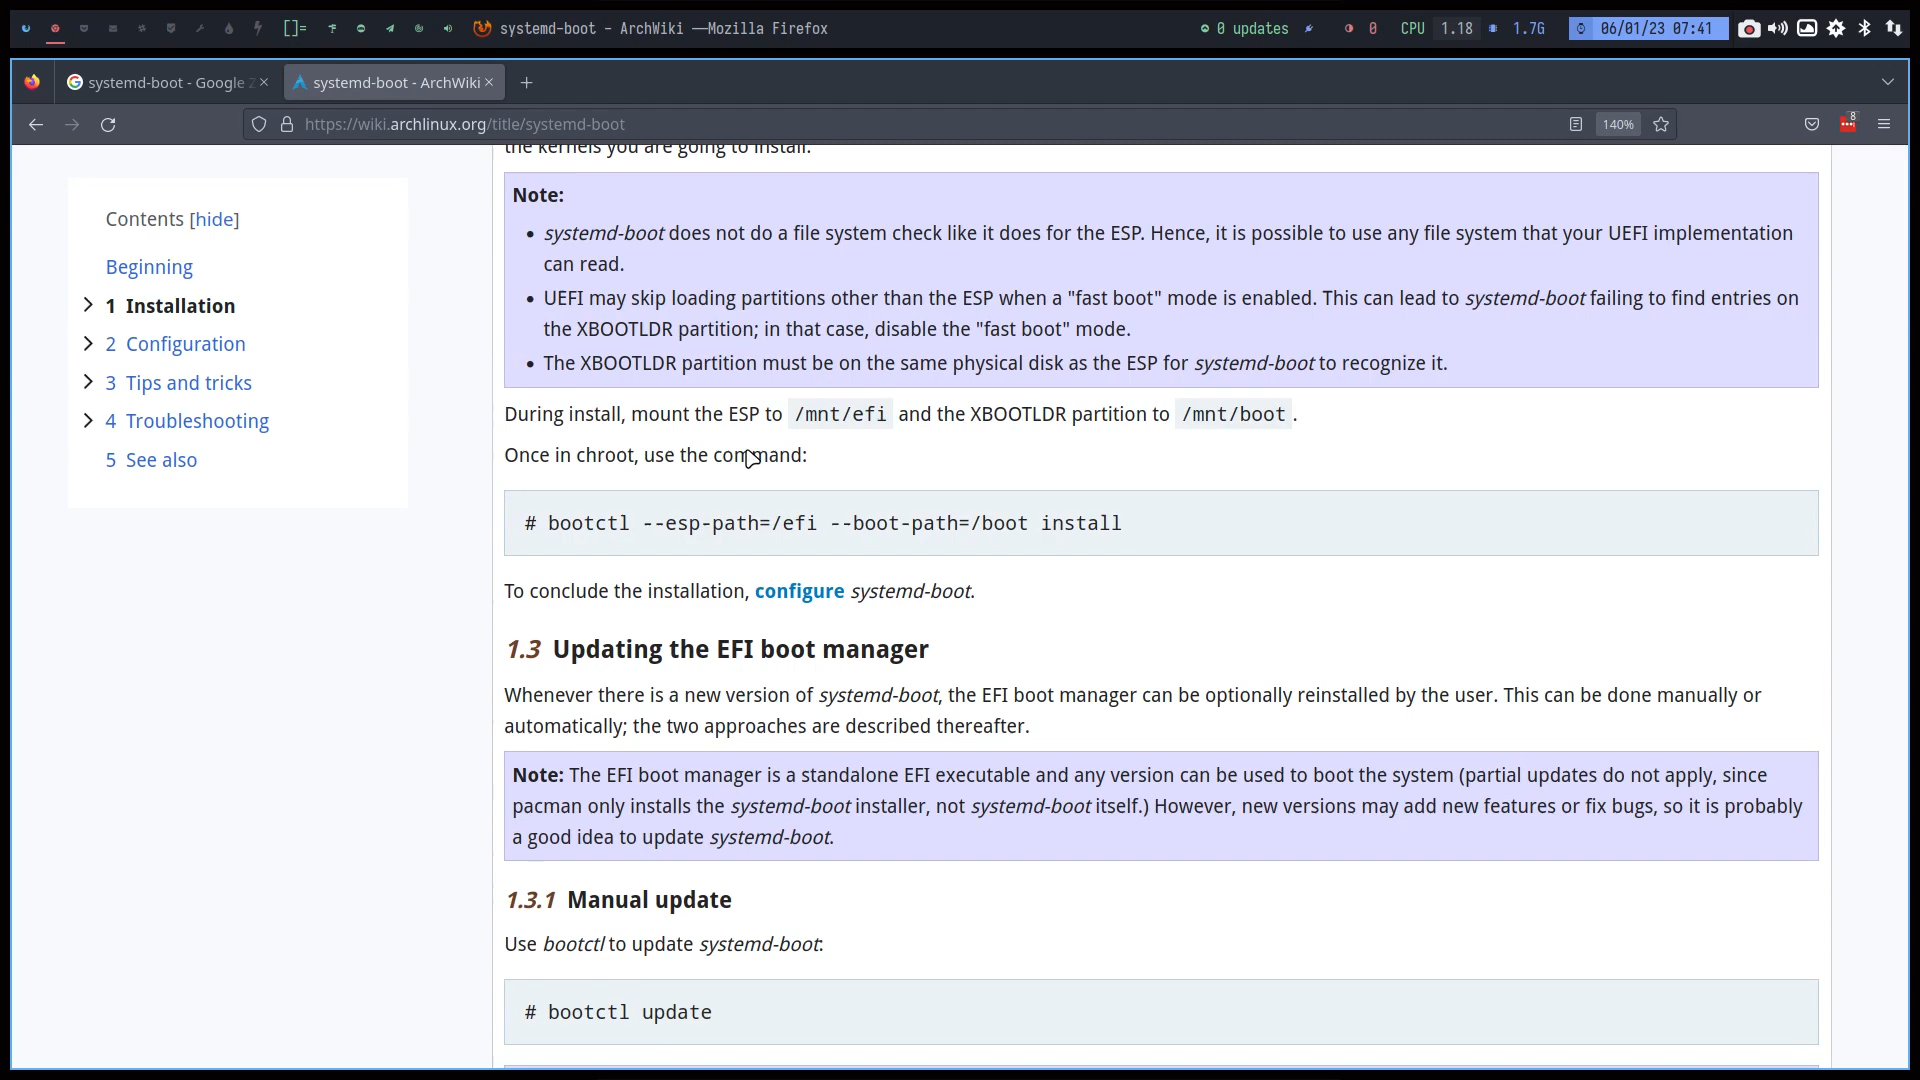 []=
systemd-boot – ArchWiki —Mozilla Firefox
0 updates
0
CPU 1.18
1.7G
06/01/23 07:41
systemd-boot - Google
systemd-boot - ArchWiki
https://wiki.archlinux.org/title/systemd-boot
140%
8
the kernels you are going to install.
Contents [hide]
Beginning
1 Installation
2 Configuration
3 Tips and tricks
4 Troubleshooting
5 See also
Note:
• systemd-boot does not do a file system check like it does for the ESP. Hence, it is possible to use any file system that your UEFI implementation
can read.
• UEFI may skip loading partitions other than the ESP when a "fast boot" mode is enabled. This can lead to systemd-boot failing to find entries on
the XBOOTLDR partition; in that case, disable the "fast boot" mode.
• The XBOOTLDR partition must be on the same physical disk as the ESP for systemd-boot to recognize it.
During install, mount the ESP to /mnt/efi and the XBOOTLDR partition to /mnt/boot.
Once in chroot, use the command:
# bootctl --esp-path=/efi --boot-path=/boot install
To conclude the installation, configure systemd-boot.
1.3 Updating the EFI boot manager
Whenever there is a new version of systemd-boot, the EFI boot manager can be optionally reinstalled by the user. This can be done manually or
automatically; the two approaches are described thereafter.
Note: The EFI boot manager is a standalone EFI executable and any version can be used to boot the system (partial updates do not apply, since
pacman only installs the systemd-boot installer, not systemd-boot itself.) However, new versions may add new features or fix bugs, so it is probably
a good idea to update systemd-boot.
1.3.1 Manual update
Use bootctl to update systemd-boot:
# bootctl update